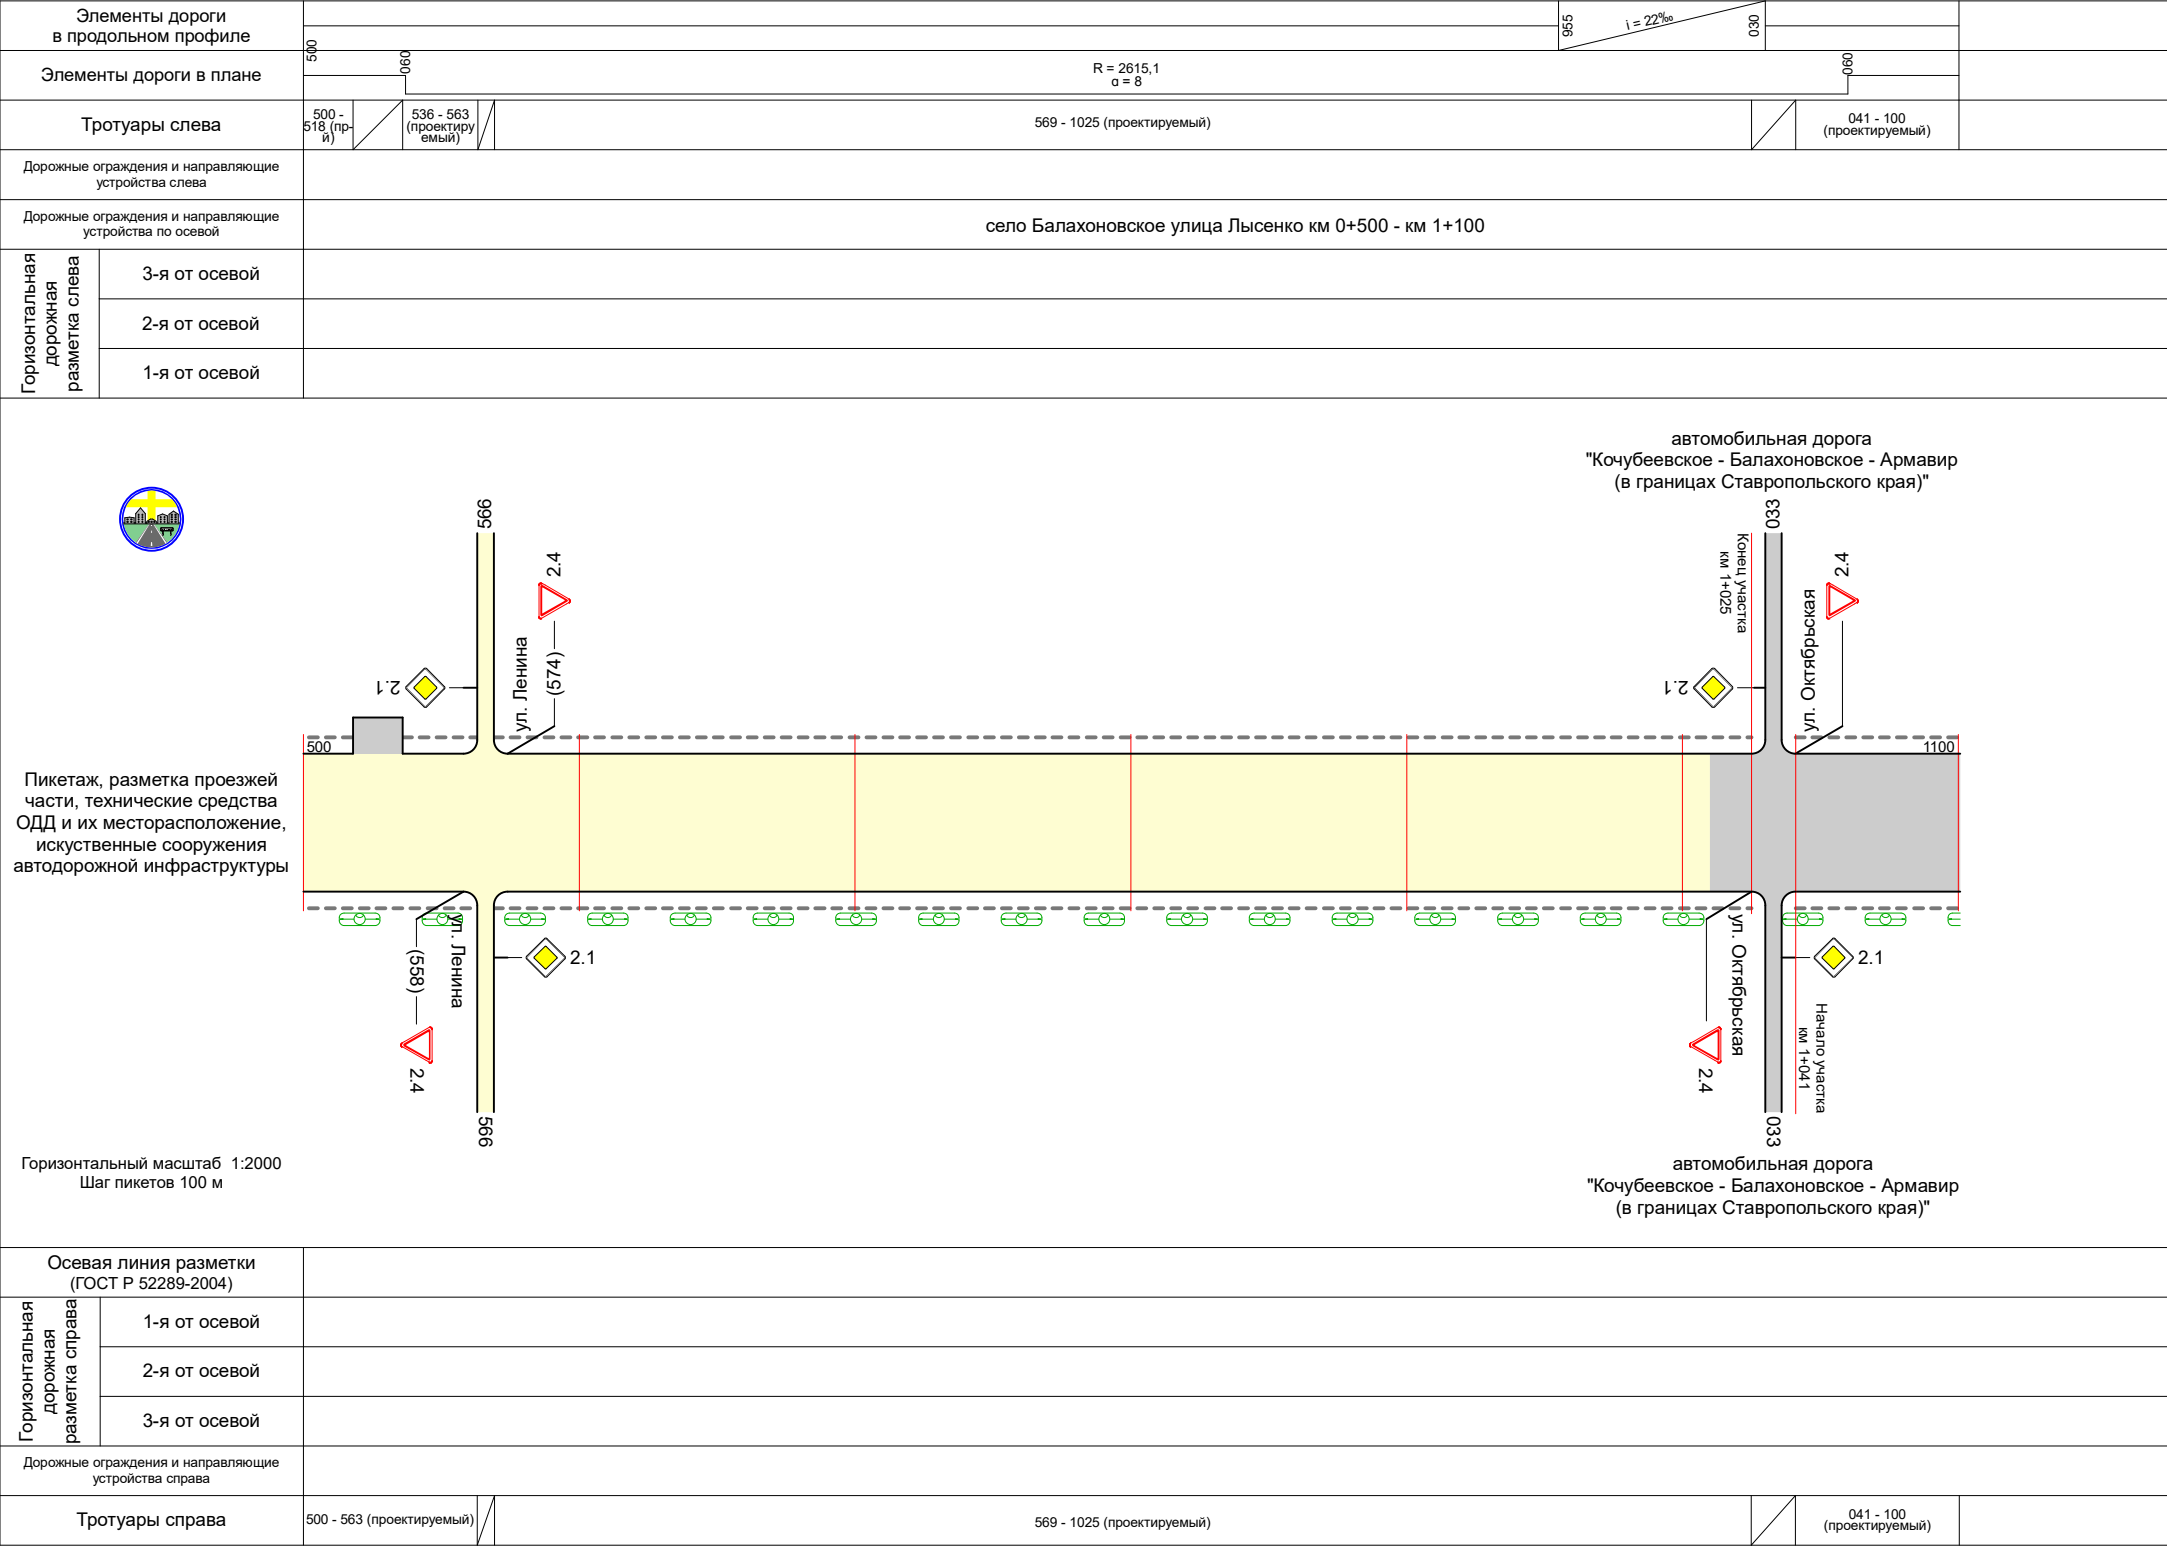 Элементы дороги
в продольном профиле
955
i = 22‰
030
Элементы дороги в плане
500
060
R = 2615,1
α = 8
060
Тротуары слева
500 -
518 (пр-
й)
536 - 563
(проектиру
емый)
569 - 1025 (проектируемый)
041 - 100
(проектируемый)
Дорожные ограждения и направляющие
устройства слева
Дорожные ограждения и направляющие
устройства по осевой
село Балахоновское улица Лысенко км 0+500 - км 1+100
Горизонтальная
дорожная
разметка слева
3-я от осевой
2-я от осевой
1-я от осевой
автомобильная дорога
"Кочубеевское - Балахоновское - Армавир
(в границах Ставропольского края)"
566
2.4
(574)
ул. Ленина
2.1
033
Конец участка
км 1+025
2.4
ул. Октябрьская
2.1
500
1100
Пикетаж, разметка проезжей
части, технические средства
ОДД и их месторасположение,
искуственные сооружения
автодорожной инфраструктуры
ул. Ленина
(558)
2.4
2.1
566
ул. Октябрьская
2.4
2.1
Начало участка
км 1+041
033
автомобильная дорога
"Кочубеевское - Балахоновское - Армавир
(в границах Ставропольского края)"
Горизонтальный масштаб 1:2000
Шаг пикетов 100 м
Осевая линия разметки
(ГОСТ Р 52289-2004)
Горизонтальная
дорожная
разметка справа
1-я от осевой
2-я от осевой
3-я от осевой
Дорожные ограждения и направляющие
устройства справа
Тротуары справа
500 - 563 (проектируемый)
569 - 1025 (проектируемый)
041 - 100
(проектируемый)